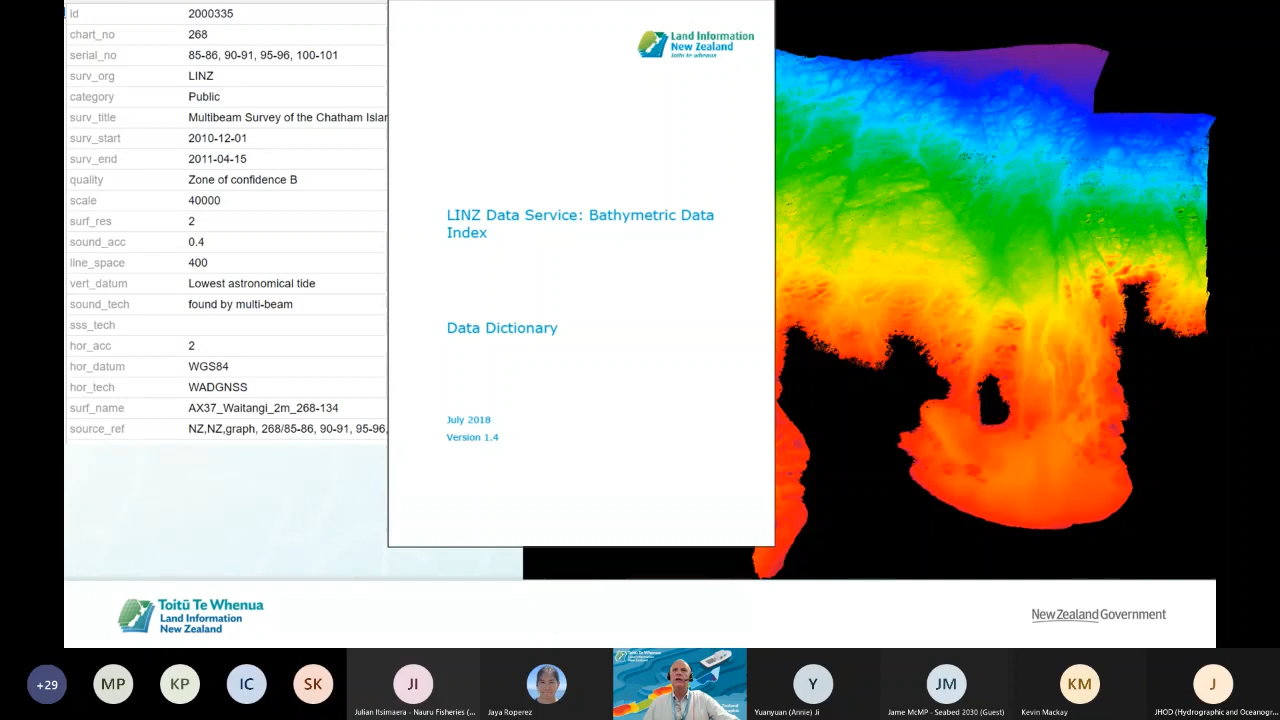 id 2000335
chart_no 268
serial_no 85-86, 90-91, 95-96, 100-101
surv_org LINZ
category Public
surv_title Multibeam Survey of the Chatham Islan
surv_start 2010-12-01
surv_end 2011-04-15
quality Zone of confidence B
scale 40000
surf_res 2
sound_acc 0.4
line_space 400
vert_datum Lowest astronomical tide
sound_tech found by multi-beam
sss_tech
hor_acc 2
hor_datum WGS84
hor_tech WADGNSS
surf_name AX37_Waitangi_2m_268-134
source_ref NZ,NZ,graph, 268/85-86, 90-91, 95-96,
Land Information
New Zealand
Toitū te whenua
LINZ Data Service: Bathymetric Data
Index
Data Dictionary
July 2018
Version 1.4
Toitū Te Whenua
Land Information
New Zealand
New Zealand Government
+29
MP
KP
IC
SK
JI
Julian Itsimaera - Nauru Fisheries (...
Jaya Roperez
Y
Yuanyuan (Annie) Ji
JM
Jame McMP - Seabed 2030 (Guest)
KM
Kevin Mackay
J
JHOD (Hydrographic and Oceanogr...